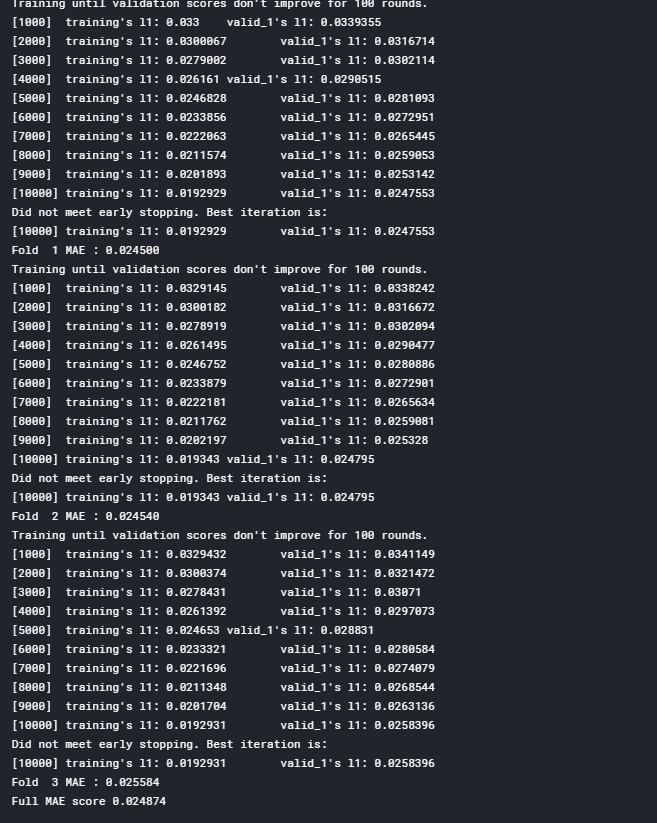 Training until validation scores don't improve for 100 rounds.
[1000] training's l1: 0.033 valid_1's l1: 0.0339355
[2000] training's l1: 0.0300067 valid_1's l1: 0.0316714
[3000] training's l1: 0.0279002 valid_1's l1: 0.0302114
[4000] training's l1: 0.026161 valid_1's l1: 0.0290515
[5000] training's l1: 0.0246828 valid_1's l1: 0.0281093
[6000] training's l1: 0.0233856 valid_1's l1: 0.0272951
[7000] training's l1: 0.0222063 valid_1's l1: 0.0265445
[8000] training's l1: 0.0211574 valid_1's l1: 0.0259053
[9000] training's l1: 0.0201893 valid_1's l1: 0.0253142
[10000] training's l1: 0.0192929 valid_1's l1: 0.0247553
Did not meet early stopping. Best iteration is:
[10000] training's l1: 0.0192929 valid_1's l1: 0.0247553
Fold 1 MAE : 0.024500
Training until validation scores don't improve for 100 rounds.
[1000] training's l1: 0.0329145 valid_1's l1: 0.0338242
[2000] training's l1: 0.0300182 valid_1's l1: 0.0316672
[3000] training's l1: 0.0278919 valid_1's l1: 0.0302094
[4000] training's l1: 0.0261495 valid_1's l1: 0.0290477
[5000] training's l1: 0.0246752 valid_1's l1: 0.0280886
[6000] training's l1: 0.0233879 valid_1's l1: 0.0272901
[7000] training's l1: 0.0222181 valid_1's l1: 0.0265634
[8000] training's l1: 0.0211762 valid_1's l1: 0.0259081
[9000] training's l1: 0.0202197 valid_1's l1: 0.025328
[10000] training's l1: 0.019343 valid_1's l1: 0.024795
Did not meet early stopping. Best iteration is:
[10000] training's l1: 0.019343 valid_1's l1: 0.024795
Fold 2 MAE : 0.024540
Training until validation scores don't improve for 100 rounds.
[1000] training's l1: 0.0329432 valid_1's l1: 0.0341149
[2000] training's l1: 0.0300374 valid_1's l1: 0.0321472
[3000] training's l1: 0.0278431 valid_1's l1: 0.03071
[4000] training's l1: 0.0261392 valid_1's l1: 0.0297073
[5000] training's l1: 0.024653 valid_1's l1: 0.028831
[6000] training's l1: 0.0233321 valid_1's l1: 0.0280584
[7000] training's l1: 0.0221696 valid_1's l1: 0.0274079
[8000] training's l1: 0.0211348 valid_1's l1: 0.0268544
[9000] training's l1: 0.0201704 valid_1's l1: 0.0263136
[10000] training's l1: 0.0192931 valid_1's l1: 0.0258396
Did not meet early stopping. Best iteration is:
[10000] training's l1: 0.0192931 valid_1's l1: 0.0258396
Fold 3 MAE : 0.025584
Full MAE score 0.024874